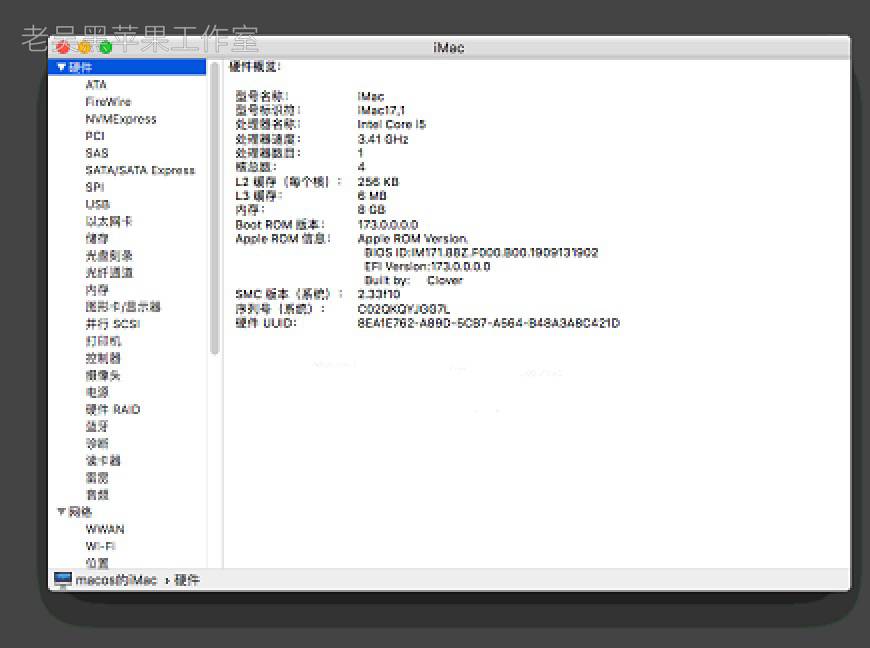 老吴黑苹果工作室
iMac
硬件
ATA
FireWire
NVMExpress
PCI
SAS
SATA/SATA Express
SPI
USB
以太网卡
储存
光盘刻录
光纤通道
内存
图形卡/显示器
并行 SCSI
打印机
控制器
摄像头
电源
硬件 RAID
蓝牙
诊断
读卡器
雷雳
音频
网络
WWAN
Wi-Fi
位置
硬件概览:
型号名称: iMac
型号标识符: iMac17,1
处理器名称: Intel Core i5
处理器速度: 3.41 GHz
处理器数目: 1
核总数: 4
L2 缓存（每个核）: 256 KB
L3 缓存: 6 MB
内存: 8 GB
Boot ROM 版本: 173.0.0.0.0
Apple ROM 信息: Apple ROM Version.
BIOS ID:IM171.88Z.F000.B00.1909131902
EFI Version:173.0.0.0.0
Built by: Clover
SMC 版本（系统）: 2.33f10
序列号（系统）: C02QKQYJGG7L
硬件 UUID: 8EA1E762-A89D-5CB7-A564-B48A3A8C421D
macos的iMac › 硬件